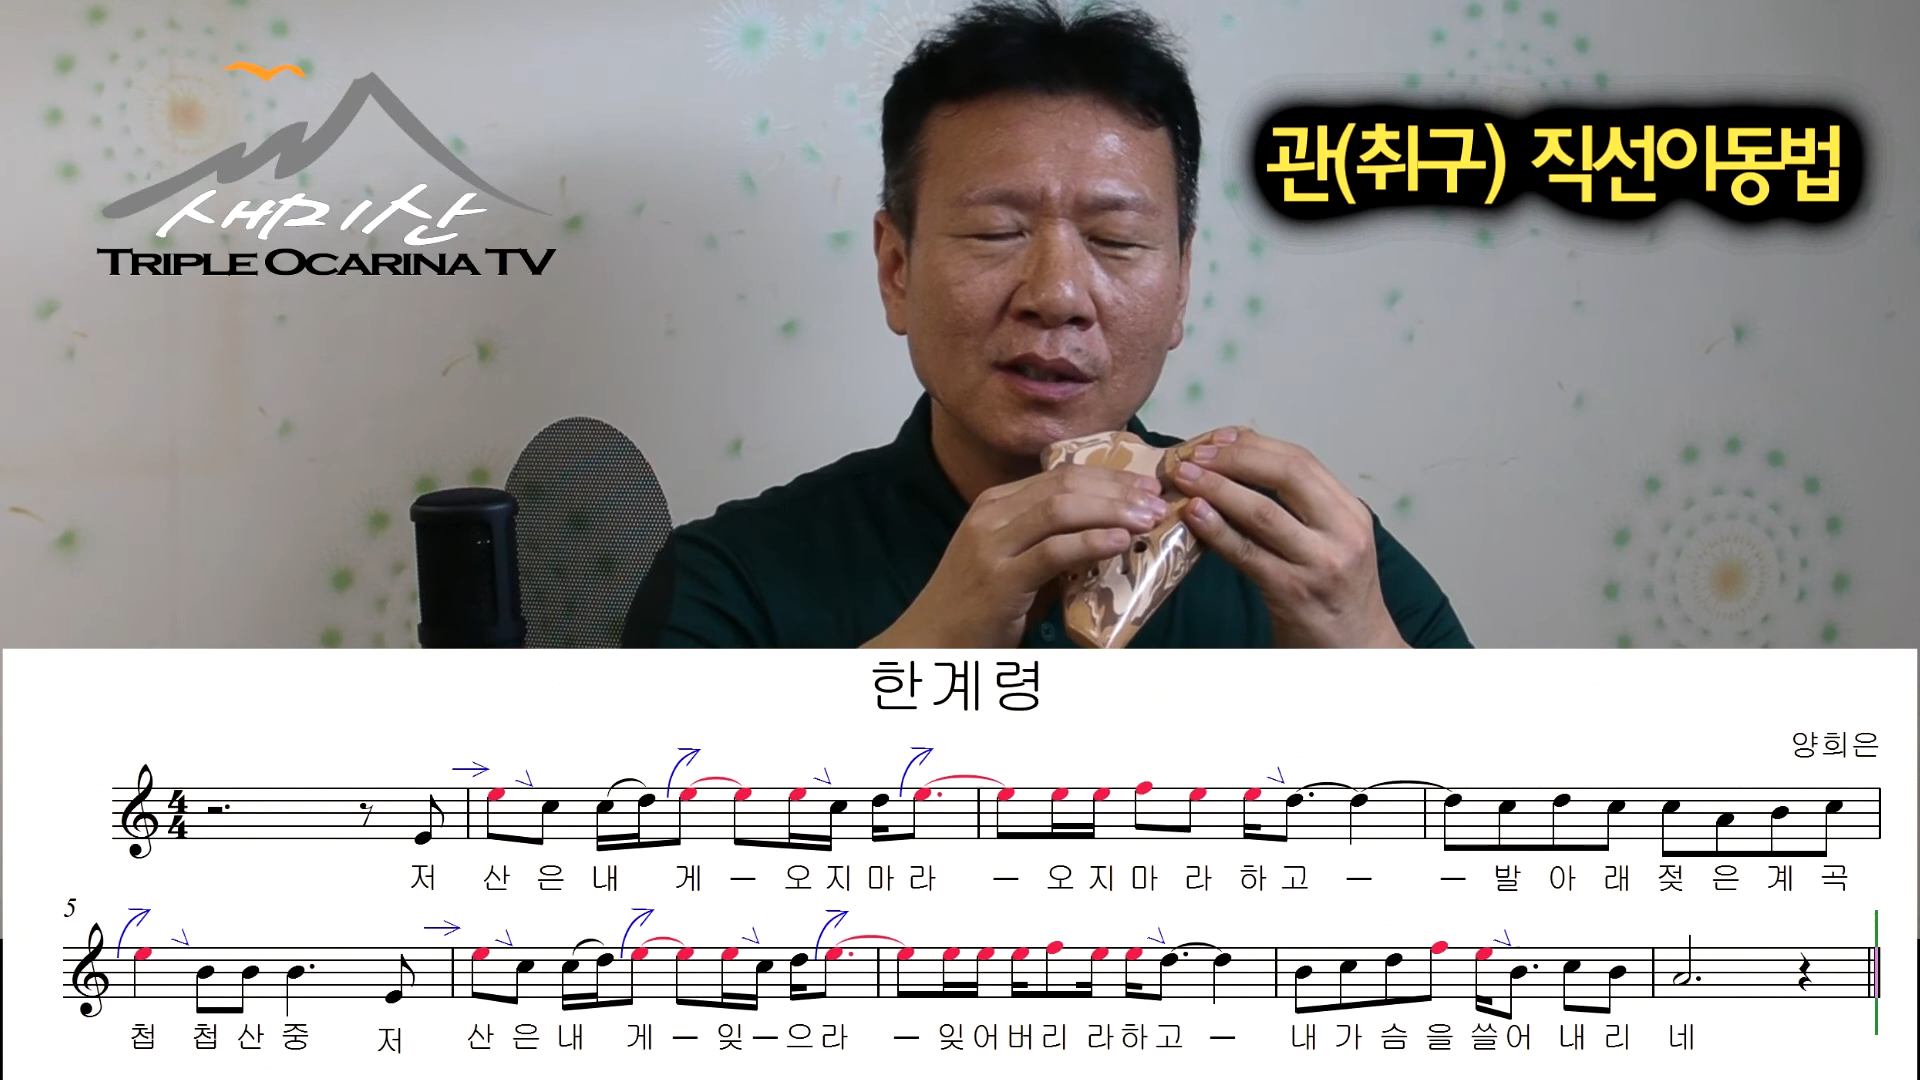 새미산
TRIPLE OCARINA TV
관(취구) 직선이동법
한계령
양희은
4
4
저 산 은 내 게 – 오 지 마 라 – 오 지 마 라 하 고 – – 발 아 래 젖 은 계 곡
5
첩 첩 산 중 저 산 은 내 게 – 잊 – 으 라 – 잊 어 버 리 라 하 고 – 내 가 슴 을 쓸 어 내 리 네